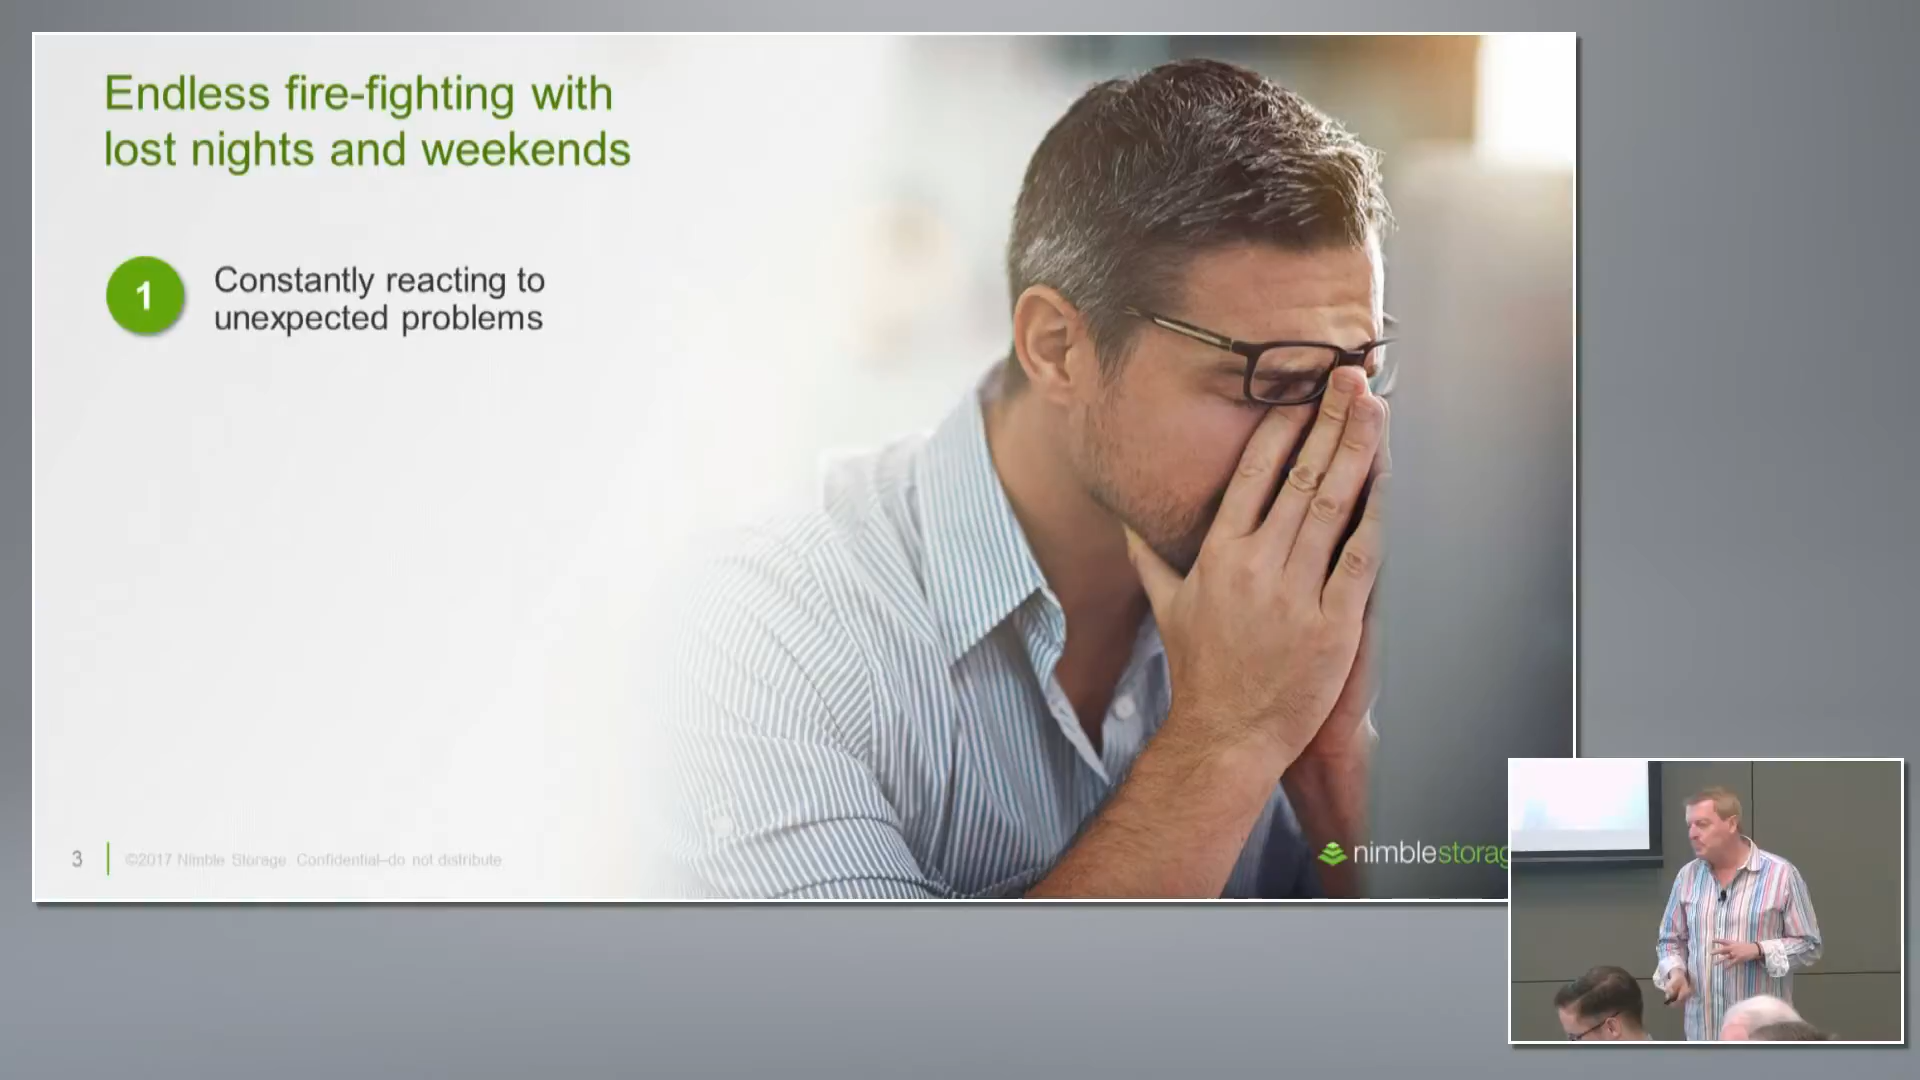 Endless fire-fighting with
lost nights and weekends
1
Constantly reacting to
unexpected problems
3
©2017 Nimble Storage Confidential–do not distribute
nimblestorag